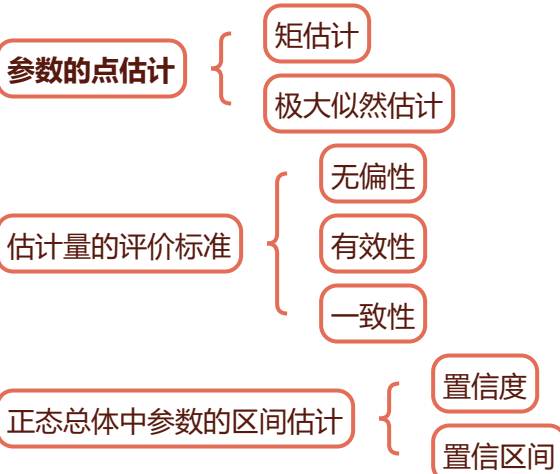 参数的点估计
矩估计
极大似然估计
估计量的评价标准
无偏性
有效性
一致性
正态总体中参数的区间估计
置信度
置信区间